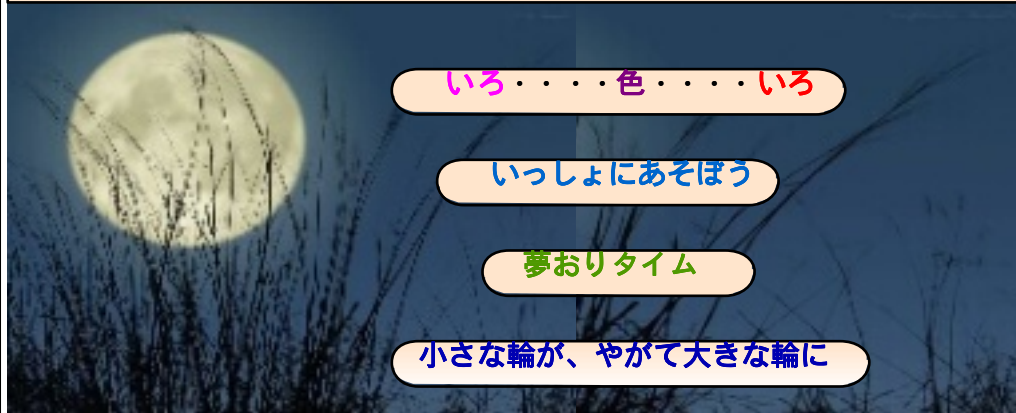 いろ・・・・色・・・・いろ
いっしょにあそぼう
夢おりタイム
小さな輪が、やがて大きな輪に